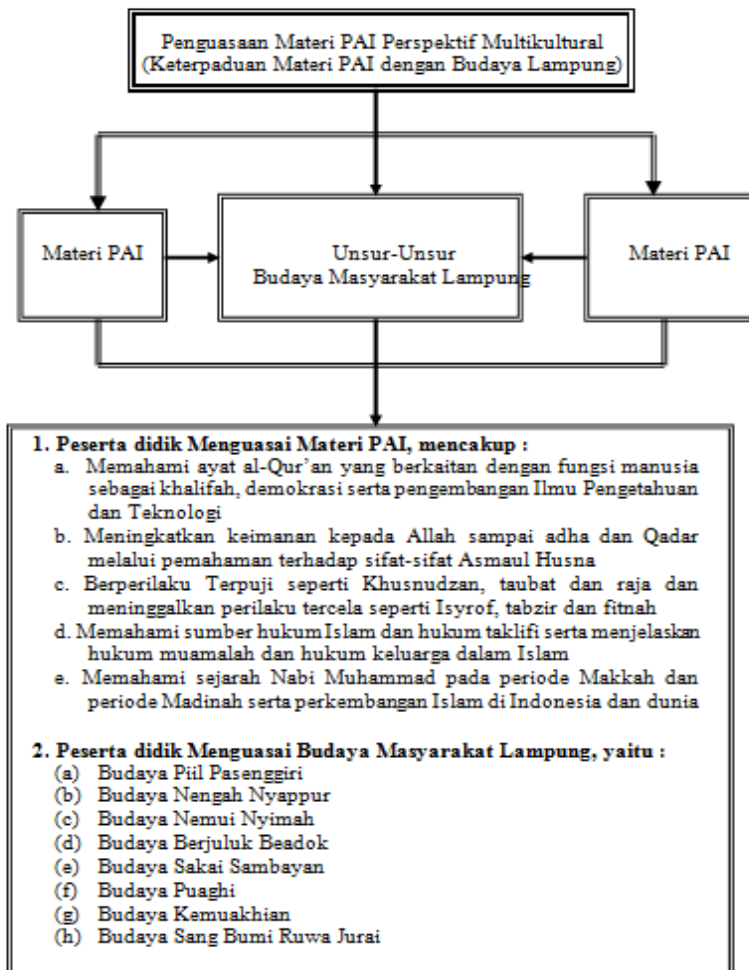 Penguasaan Materi PAI Perspektif Multikultural
(Keterpaduan Materi PAI dengan Budaya Lampung)
Materi PAI
Unsur-Unsur
Budaya Masyarakat Lampung
Materi PAI
1. Peserta didik Menguasai Materi PAI, mencakup :
a. Memahami ayat al-Qur’an yang berkaitan dengan fungsi manusia
sebagai khalifah, demokrasi serta pengembangan Ilmu Pengetahuan
dan Teknologi
b. Meningkatkan keimanan kepada Allah sampai adha dan Qadar
melalui pemahaman terhadap sifat-sifat Asmaul Husna
c. Berperilaku Terpuji seperti Khusnudzan, taubat dan raja dan
meninggalkan perilaku tercela seperti Isyrof, tabzir dan fitnah
d. Memahami sumber hukum Islam dan hukum taklifi serta menjelaskan
hukum muamalah dan hukum keluarga dalam Islam
e. Memahami sejarah Nabi Muhammad pada periode Makkah dan
periode Madinah serta perkembangan Islam di Indonesia dan dunia
2. Peserta didik Menguasai Budaya Masyarakat Lampung, yaitu :
(a) Budaya Piil Pasenggiri
(b) Budaya Nengah Nyappur
(c) Budaya Nemui Nyimah
(d) Budaya Berjuluk Beadok
(e) Budaya Sakai Sambayan
(f) Budaya Puaghi
(g) Budaya Kemuakhian
(h) Budaya Sang Bumi Ruwa Jurai